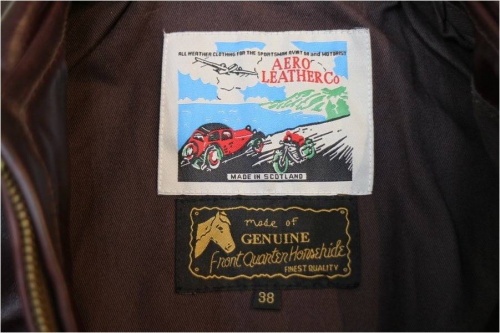 ALL WEATHER CLOTHING FOR THE SPORTSMAN AVIATOR and MOTORIST
AERO
LEATHER Co
MADE IN SCOTLAND
made of
GENUINE
Front Quarter Horsehide
FINEST QUALITY
38